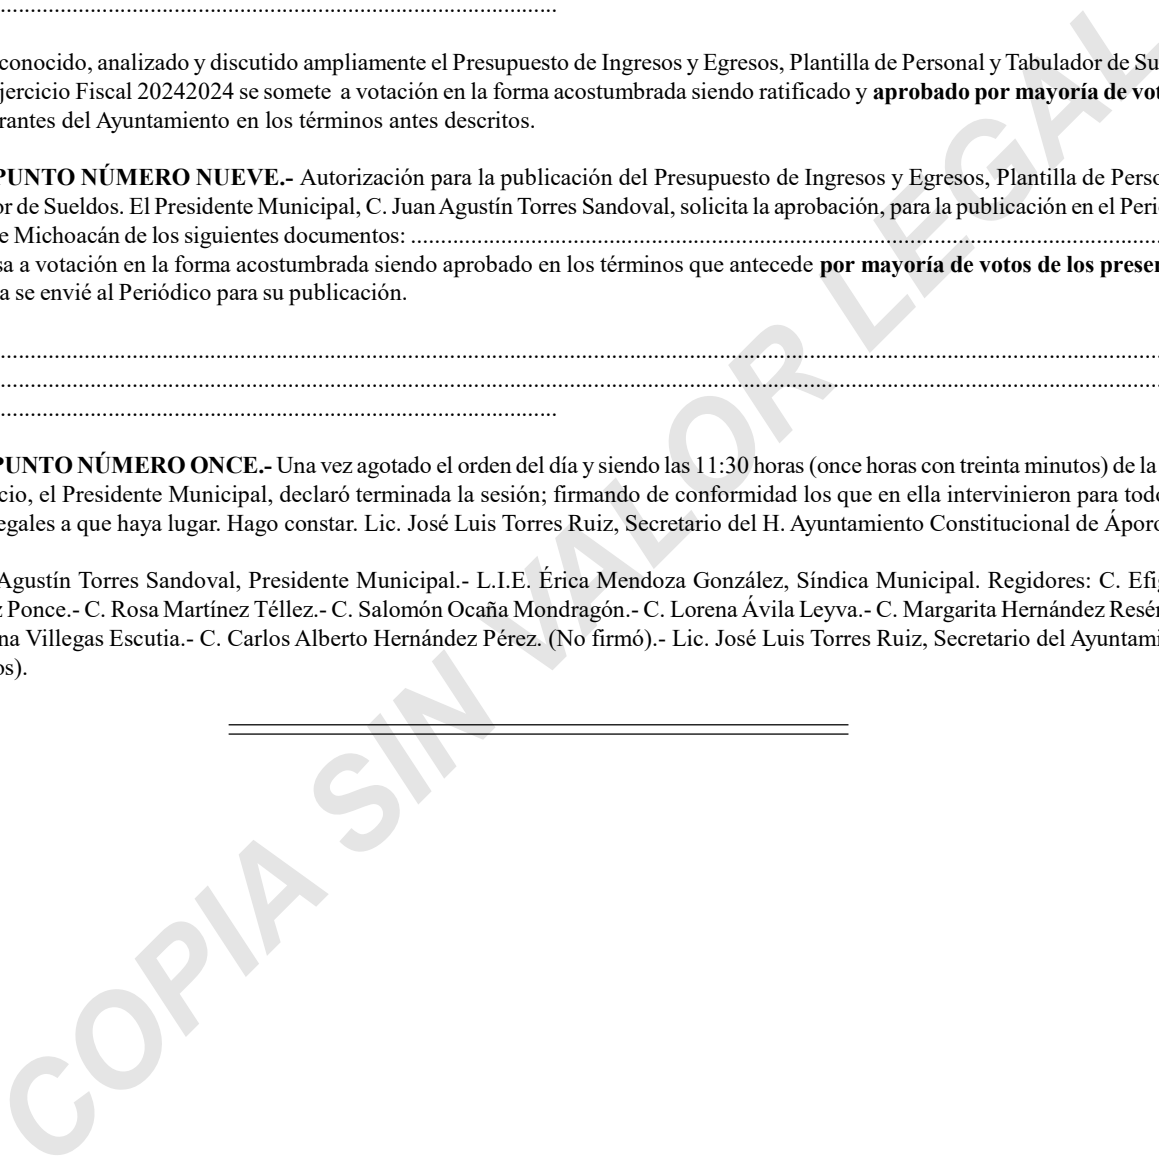 ..........................................................................................................
conocido, analizado y discutido ampliamente el Presupuesto de Ingresos y Egresos, Plantilla de Personal y Tabulador de Su
jercicio Fiscal 20242024 se somete a votación en la forma acostumbrada siendo ratificado y aprobado por mayoría de vot
rantes del Ayuntamiento en los términos antes descritos.
PUNTO NÚMERO NUEVE.- Autorización para la publicación del Presupuesto de Ingresos y Egresos, Plantilla de Perso
or de Sueldos. El Presidente Municipal, C. Juan Agustín Torres Sandoval, solicita la aprobación, para la publicación en el Peri
e Michoacán de los siguientes documentos: ..........................................................................................................
sa a votación en la forma acostumbrada siendo aprobado en los términos que antecede por mayoría de votos de los presen
a se envié al Periódico para su publicación.
..........................................................................................................
..........................................................................................................
..........................................................................................................
PUNTO NÚMERO ONCE.- Una vez agotado el orden del día y siendo las 11:30 horas (once horas con treinta minutos) de la
cio, el Presidente Municipal, declaró terminada la sesión; firmando de conformidad los que en ella intervinieron para todo
egales a que haya lugar. Hago constar. Lic. José Luis Torres Ruiz, Secretario del H. Ayuntamiento Constitucional de Áporo
Agustín Torres Sandoval, Presidente Municipal.- L.I.E. Érica Mendoza González, Síndica Municipal. Regidores: C. Efig
z Ponce.- C. Rosa Martínez Téllez.- C. Salomón Ocaña Mondragón.- C. Lorena Ávila Leyva.- C. Margarita Hernández Resén
na Villegas Escutia.- C. Carlos Alberto Hernández Pérez. (No firmó).- Lic. José Luis Torres Ruiz, Secretario del Ayuntami
os).
COPIA SIN VALOR LEGAL